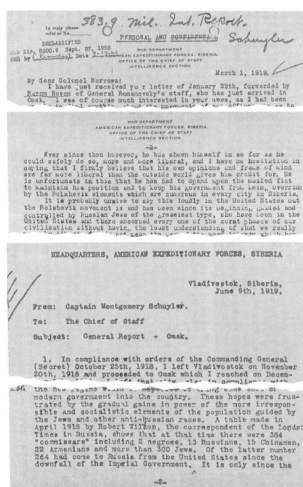 383.9 Mil. Int. Report.
In reply please
refer to No.
Schuyler
PERSONAL AND CONFIDENTIAL
DECLASSIFIED
WAR DEPARTMENT
AMERICAN EXPEDITIONARY FORCES, SIBERIA.
OFFICE OF THE CHIEF OF STAFF
INTELLIGENCE SECTION
March 1, 1919.
My dear Colonel Barrows:
I have just received your letter of January 29th, forwarded by
Baron Hoven of General Romanovsky's staff, who has just arrived in
Omsk. I was of course much interested in your news, as I had been
WAR DEPARTMENT
AMERICAN EXPEDITIONARY FORCES, SIBERIA.
OFFICE OF THE CHIEF OF STAFF
INTELLIGENCE SECTION
Ever since then however, he has shown himself in so far as he
could safely do so, more and more liberal, and I have no hesitation in
saying that I firmly believe that his own opinions and frame of mind
are far more liberal than the outside world gives him credit for. He
is unfortunate in this that he has had to depend upon the mailed fist
to maintain his position and to keep his government from being overthrown
by the Bolshevik elements which are numerous in every city in Siberia.
It is probably unwise to say this loudly in the United States but
the Bolshevik movement is and has been since its beginning guided and
controlled by Russian Jews of the greasiest type, who have been in the
United States and there absorbed every one of the worst phases of our
civilization without having the least understanding of what we really
HEADQUARTERS, AMERICAN EXPEDITIONARY FORCES, SIBERIA
Vladivostok, Siberia,
June 9th, 1919.
From: Captain Montgomery Schuyler,
To: The Chief of Staff
Subject: General Report - Omsk.
1. In compliance with orders of the Commanding General
(Secret) October 25th, 1918, I left Vladivostok on November
20th, 1918 and proceeded to Omsk which I reached on Decem-
modern government into the country. These hopes were frus-
trated by the gradual gains in power of the more irrespon-
sible and socialistic elements of the population guided by
the Jews and other anti-Russian races. A table made in
April 1918 by Robert Wilton, the correspondent of the London
Times in Russia, shows that at that time there were 384
"commissars" including 2 negroes, 13 Russians, 15 Chinamen,
22 Armenians and more than 300 Jews. Of the latter number
264 had come to Russia from the United States since the
downfall of the Imperial Government. It is only since the
-2-